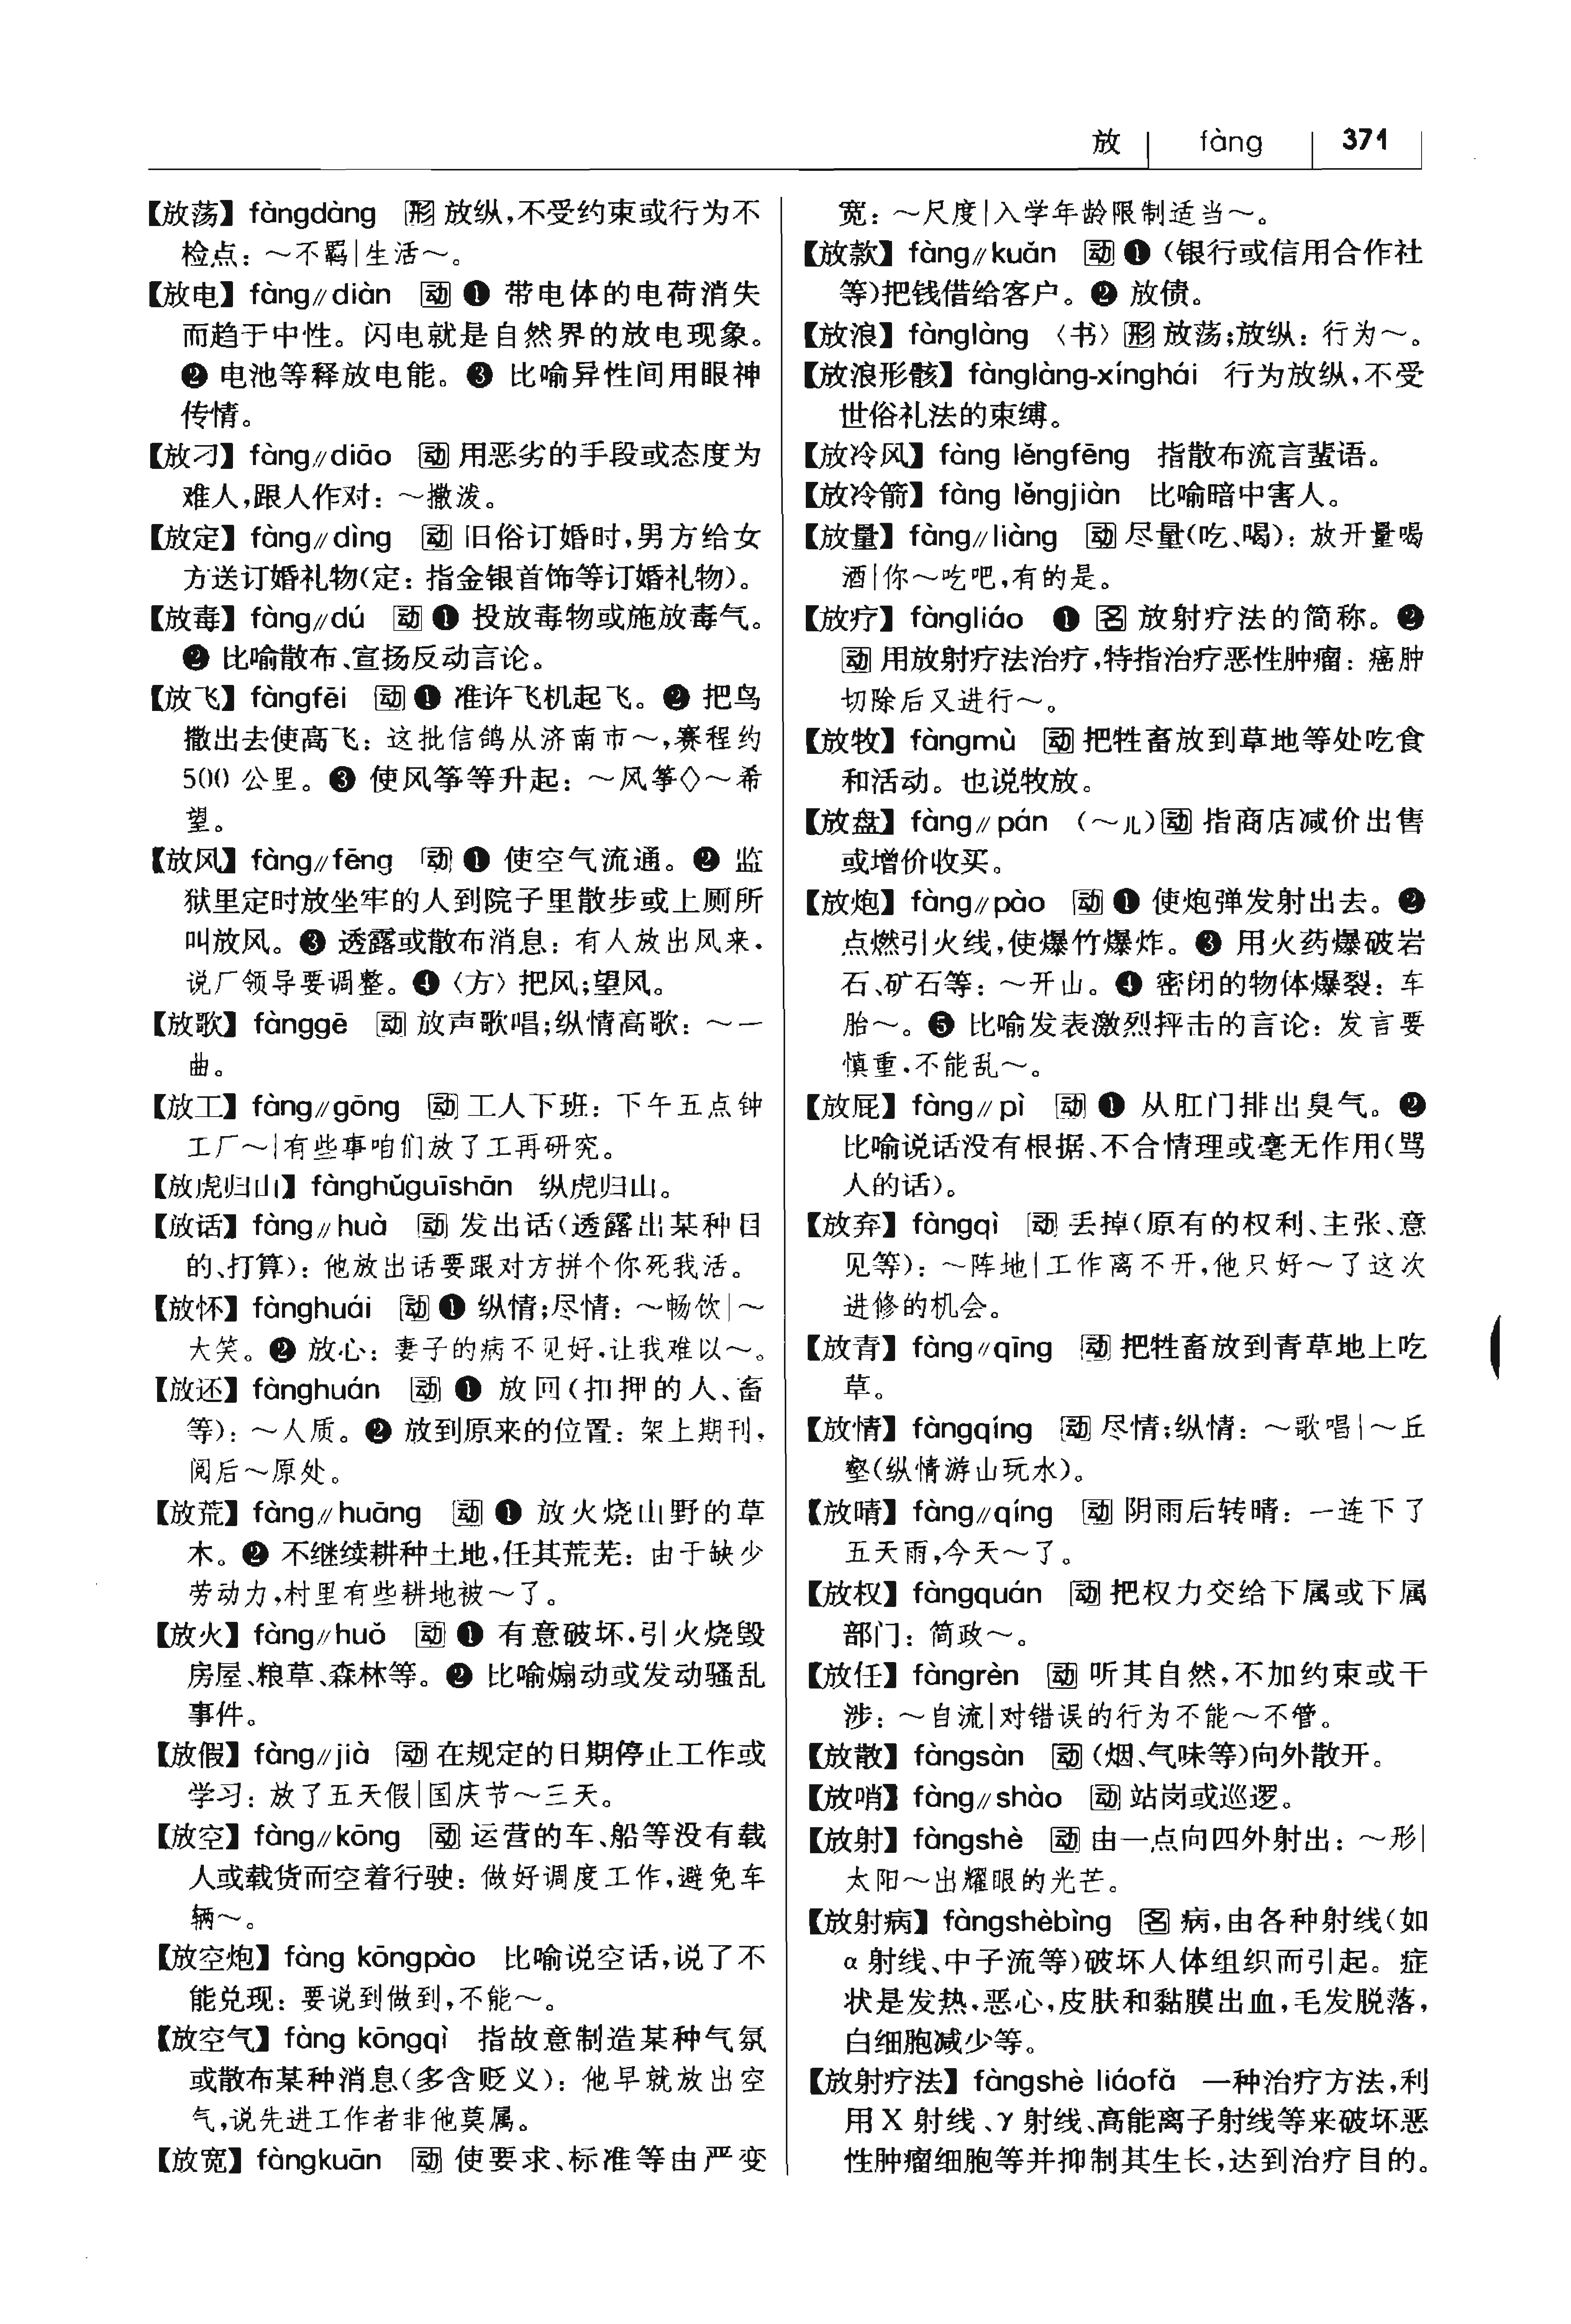 放 fàng 371
【放荡】 fàngdàng 形 放纵,不受约束或行为不
检点：～不羁|生活～。
【放电】 fàng∥diàn 动 ❶ 带电体的电荷消失
而趋于中性。闪电就是自然界的放电现象。
❷ 电池等释放电能。❸ 比喻异性间用眼神
传情。
【放刁】 fàng∥diāo 动 用恶劣的手段或态度为
难人,跟人作对：～撒泼。
【放定】 fàng∥dìng 动 旧俗订婚时,男方给女
方送订婚礼物(定：指金银首饰等订婚礼物)。
【放毒】 fàng∥dú 动 ❶ 投放毒物或施放毒气。
❷ 比喻散布、宣扬反动言论。
【放飞】 fàngfēi 动 ❶ 准许飞机起飞。❷ 把鸟
撒出去使高飞：这批信鸽从济南市～,赛程约
500 公里。❸ 使风筝等升起：～风筝◇～希
望。
【放风】 fàng∥fēng 动 ❶ 使空气流通。❷ 监
狱里定时放坐牢的人到院子里散步或上厕所
叫放风。❸ 透露或散布消息：有人放出风来,
说厂领导要调整。❹〈方〉把风;望风。
【放歌】 fànggē 动 放声歌唱;纵情高歌：～一
曲。
【放工】 fàng∥gōng 动 工人下班：下午五点钟
工厂～|有些事咱们放了工再研究。
【放虎归山】 fànghǔguīshān 纵虎归山。
【放话】 fàng∥huà 动 发出话(透露出某种目
的、打算)：他放出话要跟对方拼个你死我活。
【放怀】 fànghuái 动 ❶ 纵情;尽情：～畅饮|～
大笑。❷ 放心：妻子的病不见好,让我难以～。
【放还】 fànghuán 动 ❶ 放回(扣押的人、畜
等)：～人质。❷ 放到原来的位置：架上期刊,
阅后～原处。
【放荒】 fàng∥huāng 动 ❶ 放火烧山野的草
木。❷ 不继续耕种土地,任其荒芜：由于缺少
劳动力,村里有些耕地被～了。
【放火】 fàng∥huǒ 动 ❶ 有意破坏,引火烧毁
房屋、粮草、森林等。❷ 比喻煽动或发动骚乱
事件。
【放假】 fàng∥jià 动 在规定的日期停止工作或
学习：放了五天假|国庆节～三天。
【放空】 fàng∥kōng 动 运营的车、船等没有载
人或载货而空着行驶：做好调度工作,避免车
辆～。
【放空炮】 fàng kōngpào 比喻说空话,说了不
能兑现：要说到做到,不能～。
【放空气】 fàng kōngqì 指故意制造某种气氛
或散布某种消息(多含贬义)：他早就放出空
气,说先进工作者非他莫属。
【放宽】 fàngkuān 动 使要求、标准等由严变
宽：～尺度|入学年龄限制适当～。
【放款】 fàng∥kuǎn 动 ❶ (银行或信用合作社
等)把钱借给客户。❷ 放债。
【放浪】 fànglàng 〈书〉形 放荡;放纵：行为～。
【放浪形骸】 fànglàng-xínghái 行为放纵,不受
世俗礼法的束缚。
【放冷风】 fàng lěngfēng 指散布流言蜚语。
【放冷箭】 fàng lěngjiàn 比喻暗中害人。
【放量】 fàng∥liàng 动 尽量(吃、喝)：放开量喝
酒|你～吃吧,有的是。
【放疗】 fàngliáo ❶ 名 放射疗法的简称。❷
动 用放射疗法治疗,特指治疗恶性肿瘤：癌肿
切除后又进行～。
【放牧】 fàngmù 动 把牲畜放到草地等处吃食
和活动。也说牧放。
【放盘】 fàng∥pán (～儿)动 指商店减价出售
或增价收买。
【放炮】 fàng∥pào 动 ❶ 使炮弹发射出去。❷
点燃引火线,使爆竹爆炸。❸ 用火药爆破岩
石、矿石等：～开山。❹ 密闭的物体爆裂：车
胎～。❺ 比喻发表激烈抨击的言论：发言要
慎重,不能乱～。
【放屁】 fàng∥pì 动 ❶ 从肛门排出臭气。❷
比喻说话没有根据、不合情理或毫无作用(骂
人的话)。
【放弃】 fàngqì 动 丢掉(原有的权利、主张、意
见等)：～阵地|工作离不开,他只好～了这次
进修的机会。
【放青】 fàng∥qīng 动 把牲畜放到青草地上吃
草。
【放情】 fàngqíng 动 尽情;纵情：～歌唱|～丘
壑(纵情游山玩水)。
【放晴】 fàng∥qíng 动 阴雨后转晴：一连下了
五天雨,今天～了。
【放权】 fàngquán 动 把权力交给下属或下属
部门：简政～。
【放任】 fàngrèn 动 听其自然,不加约束或干
涉：～自流|对错误的行为不能～不管。
【放散】 fàngsàn 动 (烟、气味等)向外散开。
【放哨】 fàng∥shào 动 站岗或巡逻。
【放射】 fàngshè 动 由一点向四外射出：～形|
太阳～出耀眼的光芒。
【放射病】 fàngshèbìng 名 病,由各种射线(如
α 射线、中子流等)破坏人体组织而引起。症
状是发热,恶心,皮肤和黏膜出血,毛发脱落,
白细胞减少等。
【放射疗法】 fàngshè liáofǎ 一种治疗方法,利
用 X 射线、γ 射线、高能离子射线等来破坏恶
性肿瘤细胞等并抑制其生长,达到治疗目的。